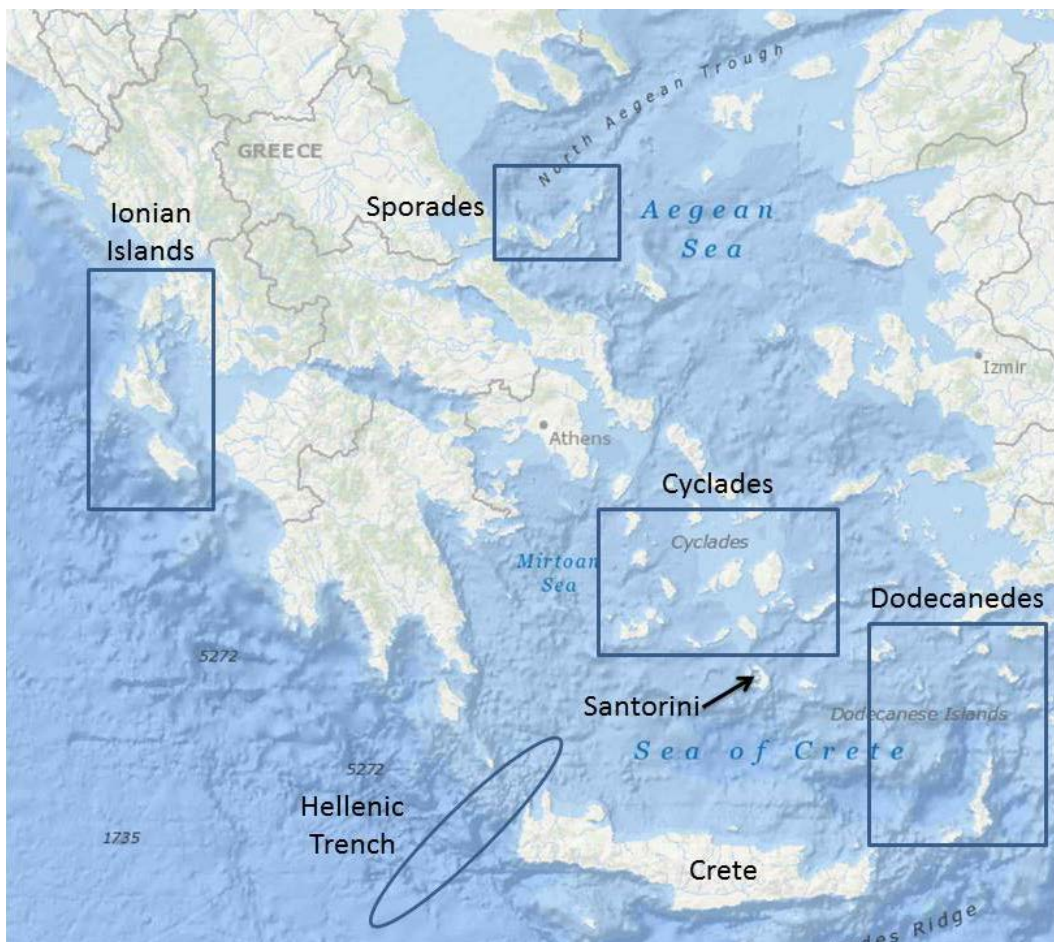 North Aegean Trough
GREECE
Sporades
Ionian
Islands
Aegean
Sea
Izmir
Athens
Cyclades
Cyclades
Mirtoan
Sea
Dodecanedes
5272
Santorini
Dodecanese Islands
Sea of Crete
5272
Hellenic
Trench
1735
Crete
des Ridge